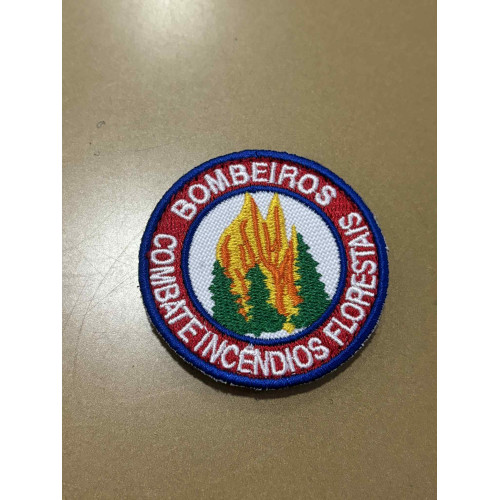 BOMBEIROS
COMBATE INCÊNDIOS FLORESTAIS